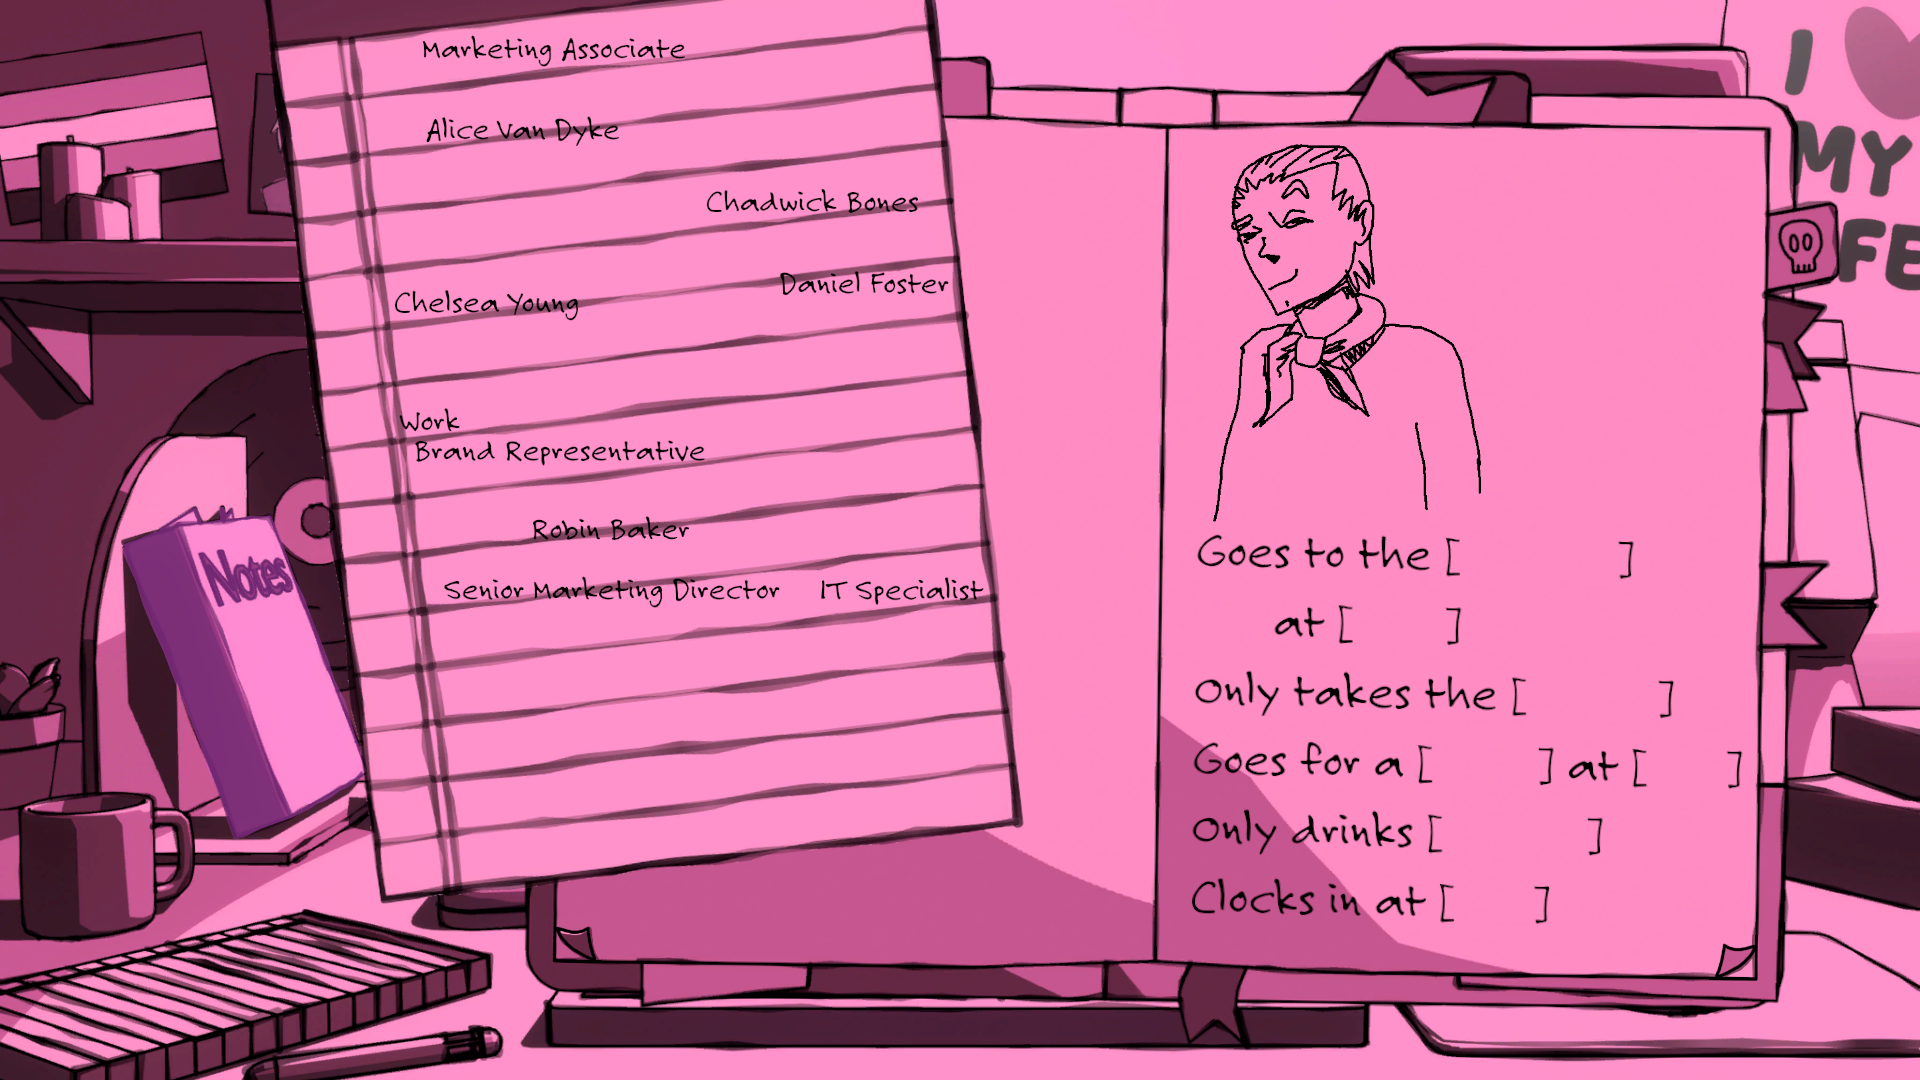 Marketing Associate
Alice Van Dyke
Chadwick Bones
Daniel Foster
Chelsea Young
Work
Brand Representative
Robin Baker
Senior Marketing Director
IT Specialist
Notes
Goes to the [ ]
at [ ]
Only takes the [ ]
Goes for a [ ] at [ ]
Only drinks [ ]
Clocks in at [ ]
I
MY
FE